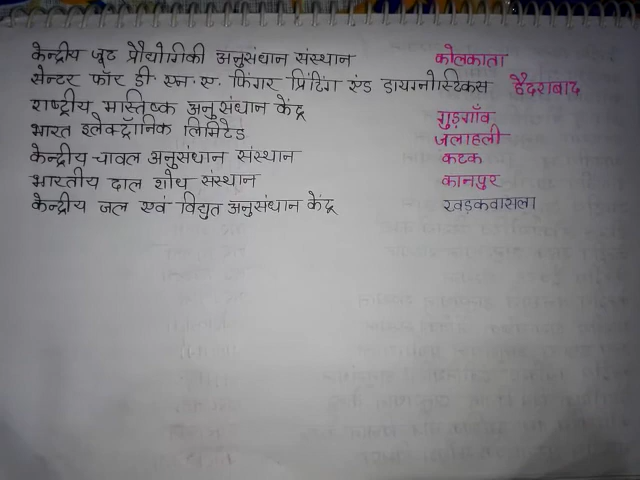 केन्द्रीय जूट प्रौद्योगिकी अनुसंधान संस्थान कोलकाता
सेन्टर फॉर डी. एन. ए. फिंगर प्रिंटिंग एंड डायग्नोस्टिकस हैदराबाद
राष्ट्रीय मास्तिष्क अनुसंधान केंद्र गुड़गाँव
भारत इलेक्ट्रॉनिक लिमिटेड जलाहली
केन्द्रीय चावल अनुसंधान संस्थान कटक
भारतीय दाल शोध संस्थान कानपुर
केन्द्रीय जल एवं विद्युत अनुसंधान केंद्र खड़कवासला